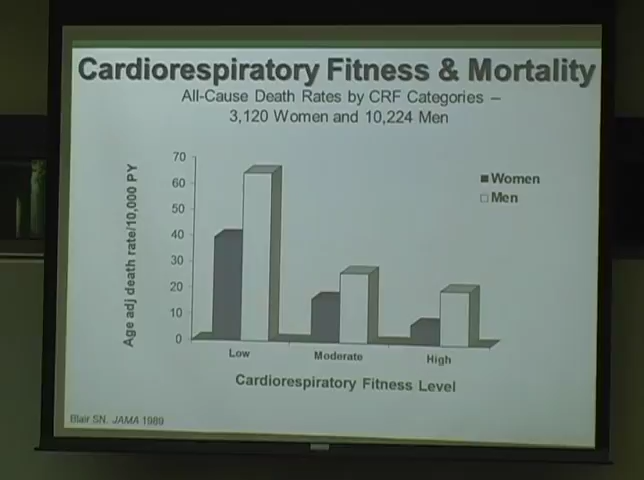 Cardiorespiratory Fitness & Mortality
All-Cause Death Rates by CRF Categories –
3,120 Women and 10,224 Men
Age adj death rate/10,000 PY
70
60
50
40
30
20
10
0
Women
Men
Low
Moderate
High
Cardiorespiratory Fitness Level
Blair SN. JAMA 1989